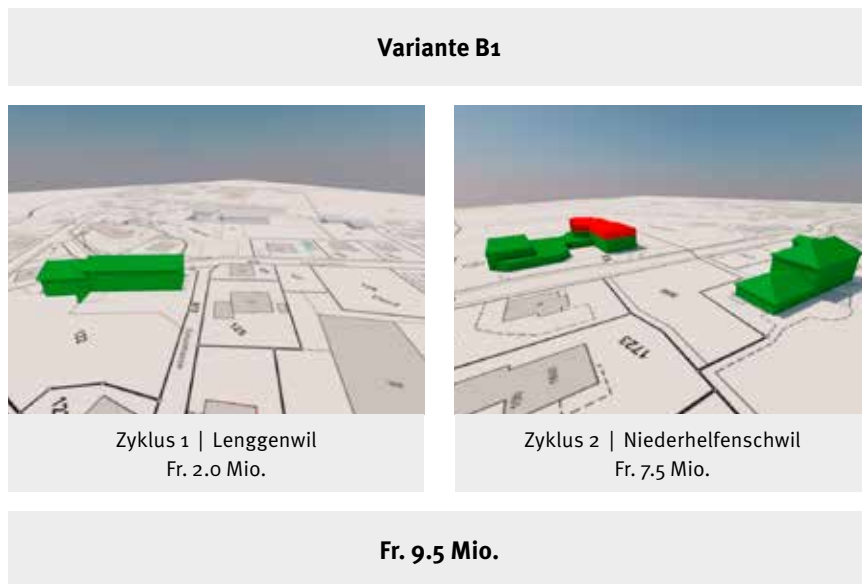 Variante B1
Zyklus 1 | Lenggenwil
Fr. 2.0 Mio.
1723
Zyklus 2 | Niederhelfenschwil
Fr. 7.5 Mio.
Fr. 9.5 Mio.